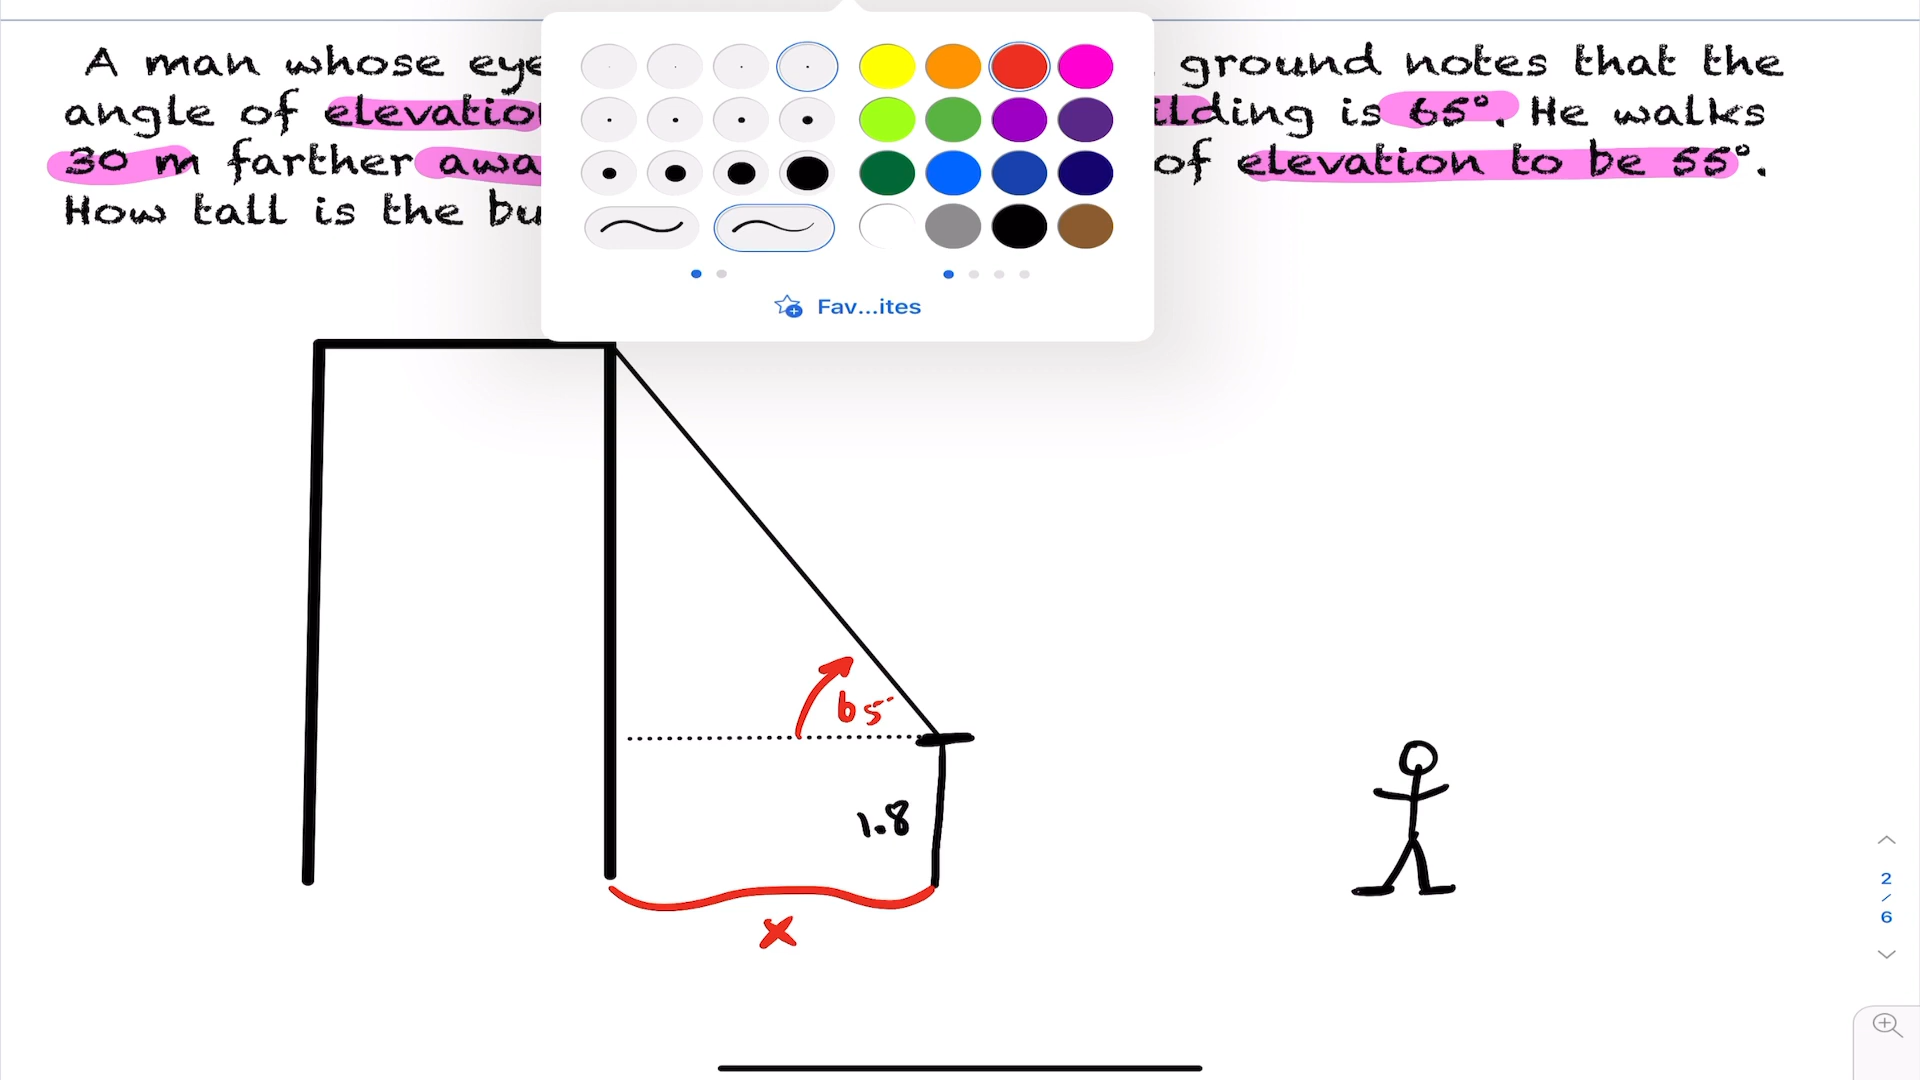 A man whose eye ground notes that the
angle of elevatio ilding is 65°. He walks
30 m farther awa of elevation to be 55°.
How tall is the bu
Fav...ites
65
1.8
x
2
/
6